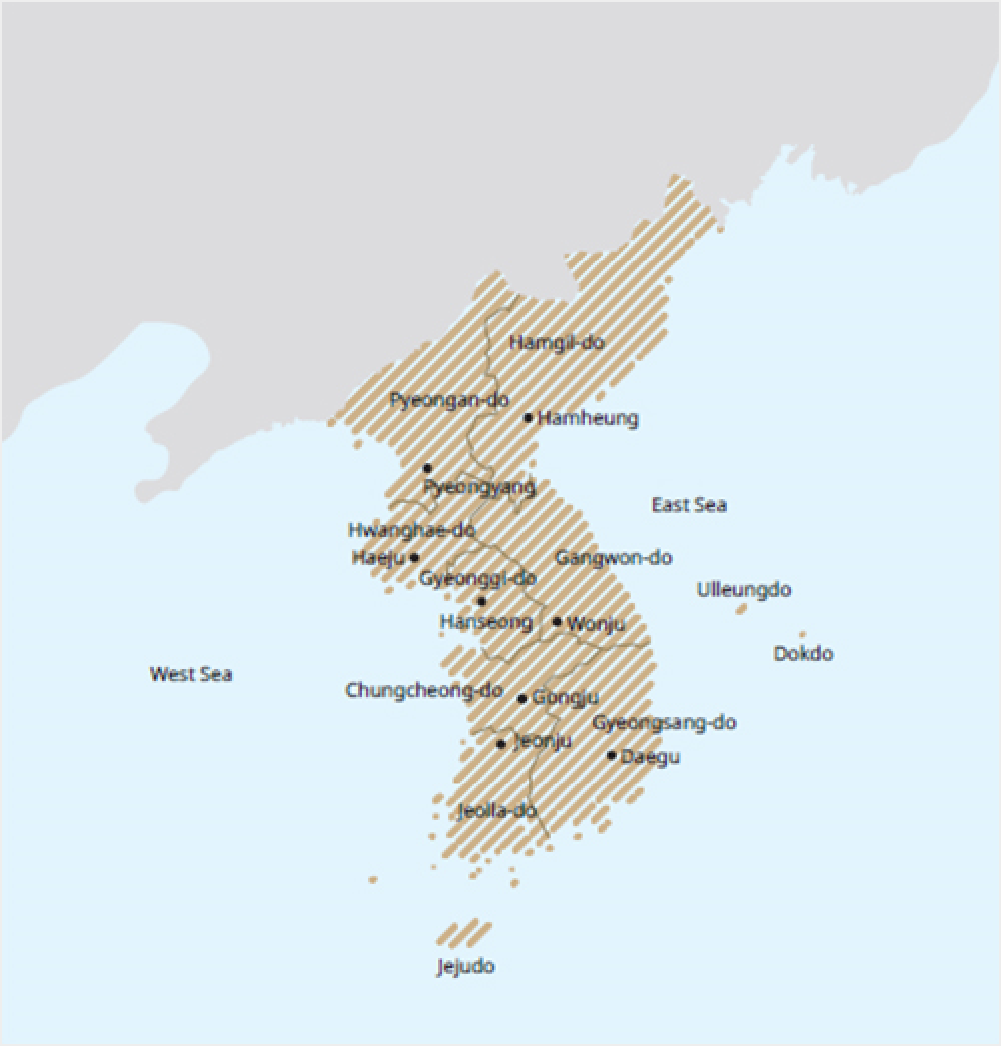 Hamgil-do
Pyeongan-do
Hamheung
Pyeongyang
East Sea
Hwanghae-do
Haeju
Gangwon-do
Gyeonggi-do
Ulleungdo
Hanseong
Wonju
Dokdo
West Sea
Chungcheong-do
Gongju
Gyeongsang-do
Jeonju
Daegu
Jeolla-do
Jejudo